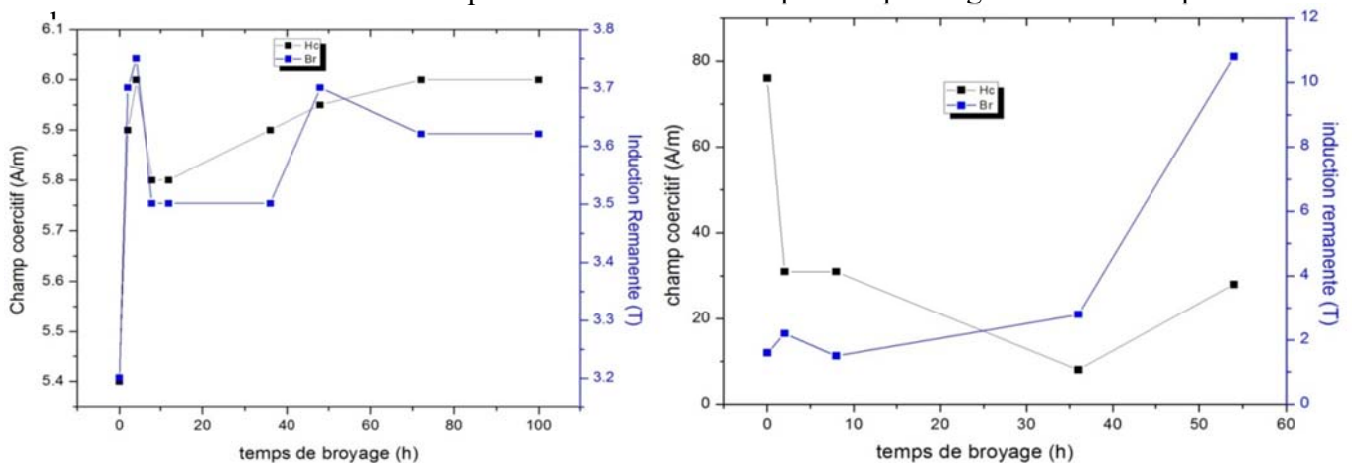 6.1
6.0
5.9
5.8
5.7
5.6
5.5
5.4
Champ coercitif (A/m)
Hc
Br
3.8
3.7
3.6
3.5
3.4
3.3
3.2
Induction Remanente (T)
0 20 40 60 80 100
temps de broyage (h)
80
60
40
20
0
champ coercitif (A/m)
Hc
Br
12
10
8
6
4
2
0
induction remanente (T)
0 10 20 30 40 50 60
temps de broyage (h)